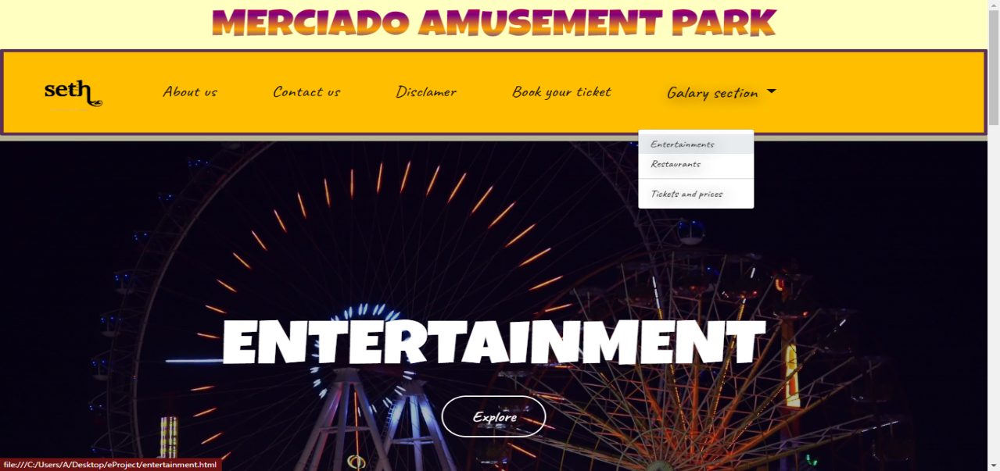 MERCIADO AMUSEMENT PARK
seth
About us
Contact us
Disclamer
Book your ticket
Galary section
Entertainments
Restaurants
Tickets and prices
ENTERTAINMENT
Explore
file:///C:/Users/A/Desktop/eProject/entertainment.html